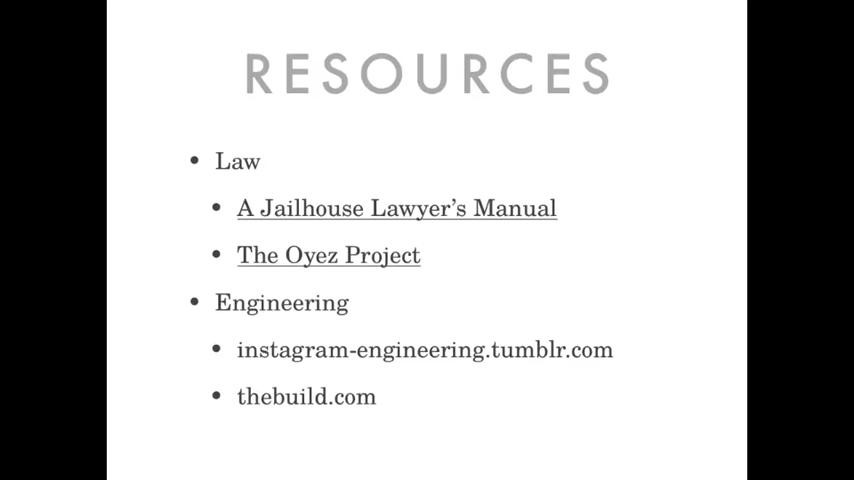 RESOURCES
• Law
• A Jailhouse Lawyer's Manual
• The Oyez Project
• Engineering
• instagram-engineering.tumblr.com
• thebuild.com